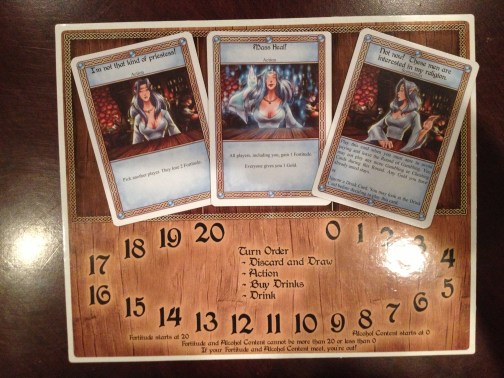 I'm not that kind of priestess!
Action
Pick another player. They lose 2 Fortitude.
Mass Heal!
Action
All players, including you, gain 1 Fortitude.
Everyone gives you 1 Gold.
Not now! These men are
interested in my religion.
Turn Order
- Discard and Draw
- Action
- Buy Drinks
- Drink
20
19
18
17
16
15
14
13
12
11
10
9
8
7
6
5
4
3
2
1
0
Fortitude starts at 20
Alcohol Content starts at 0
Fortitude and Alcohol Content cannot be more than 20 or less than 0
If your Fortitude and Alcohol Content meet, you're out!